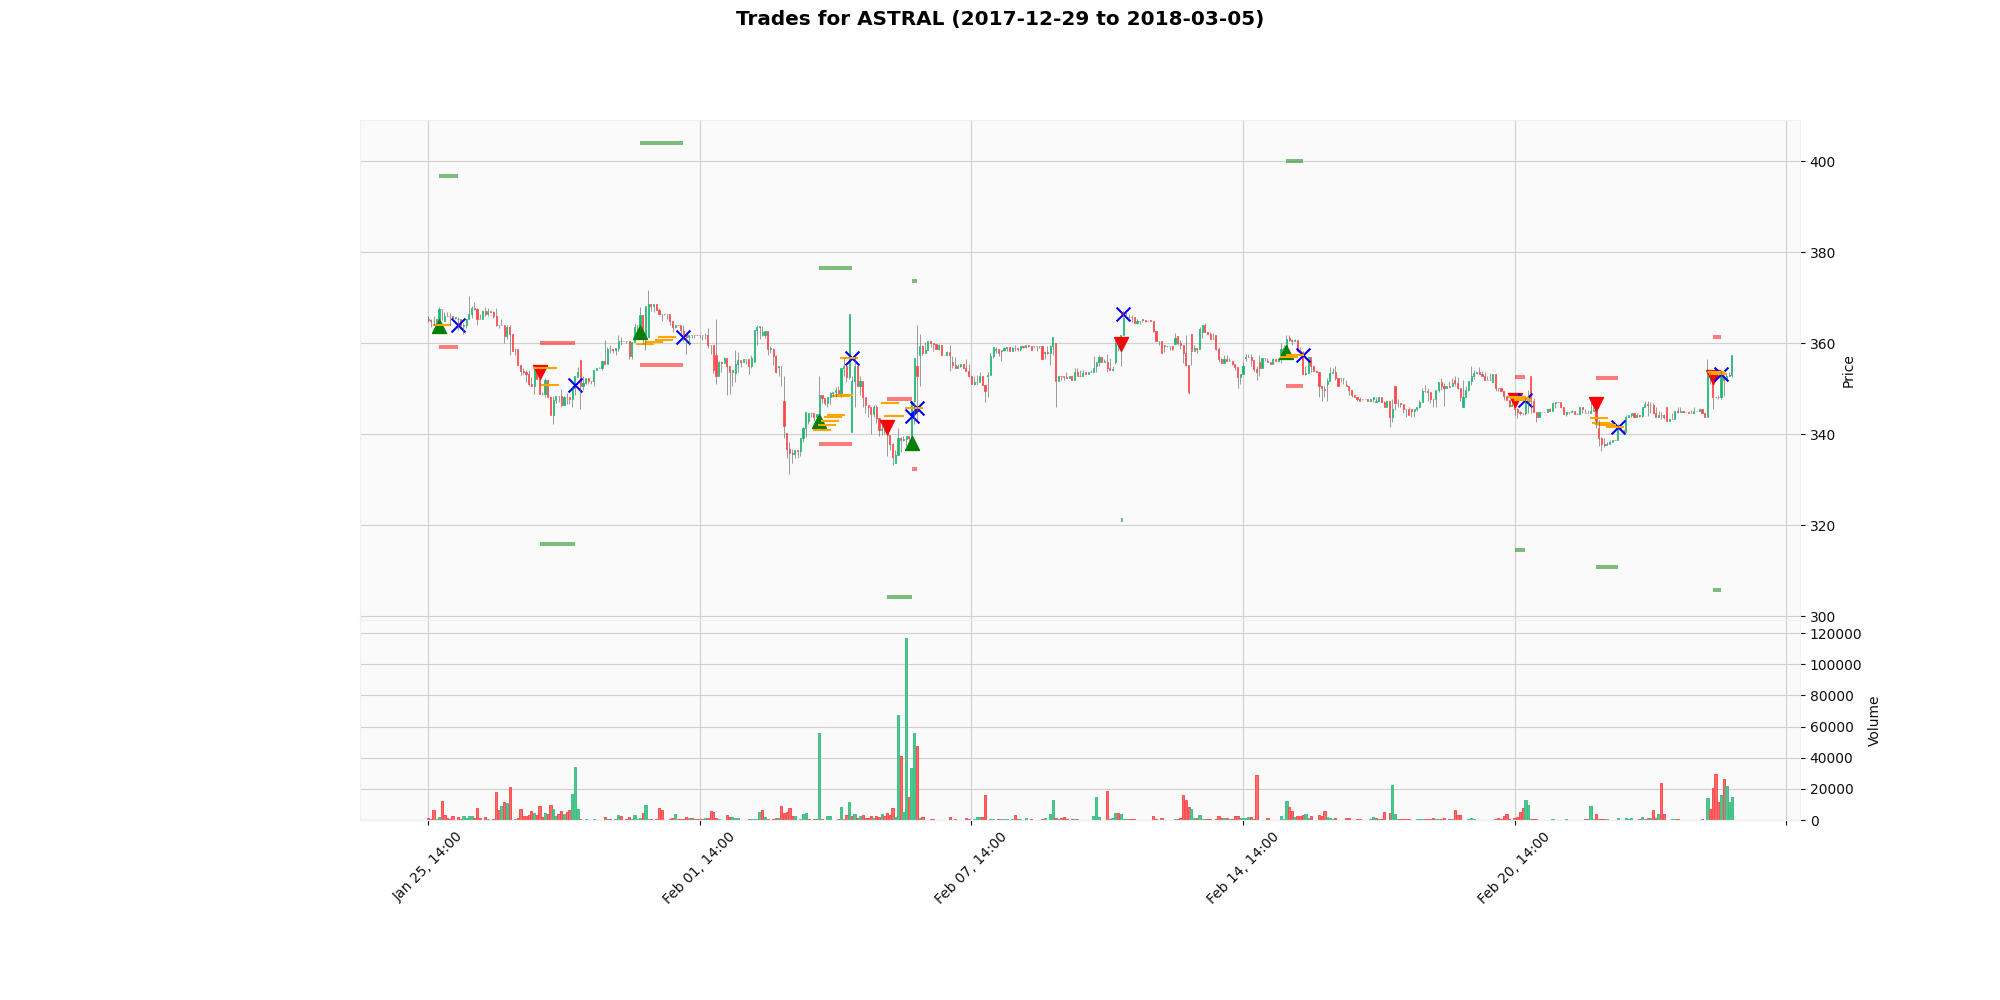 Trades for ASTRAL (2017-12-29 to 2018-03-05)
400
380
360
340
320
300
Price
120000
100000
80000
60000
40000
20000
0
Volume
Jan 25, 14:00
Feb 01, 14:00
Feb 07, 14:00
Feb 14, 14:00
Feb 20, 14:00